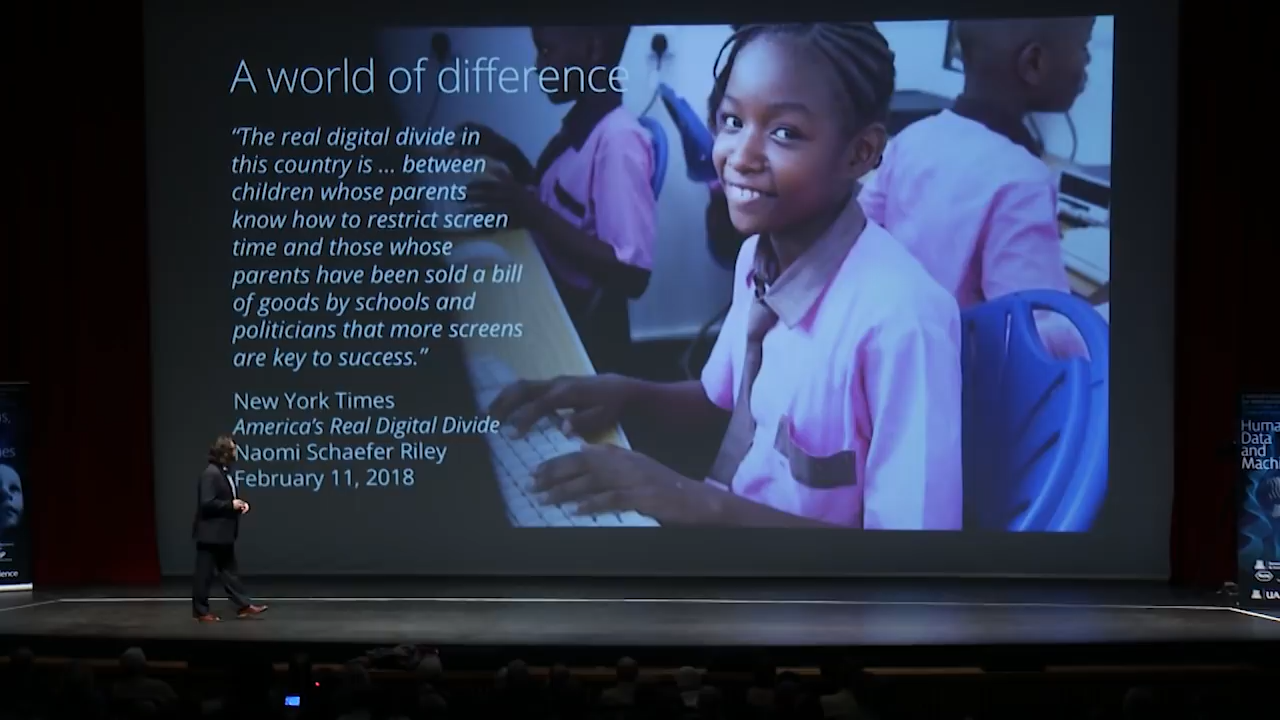 A world of difference
“The real digital divide in
this country is ... between
children whose parents
know how to restrict screen
time and those whose
parents have been sold a bill
of goods by schools and
politicians that more screens
are key to success.”
New York Times
America’s Real Digital Divide
Naomi Schaefer Riley
February 11, 2018
Data
and